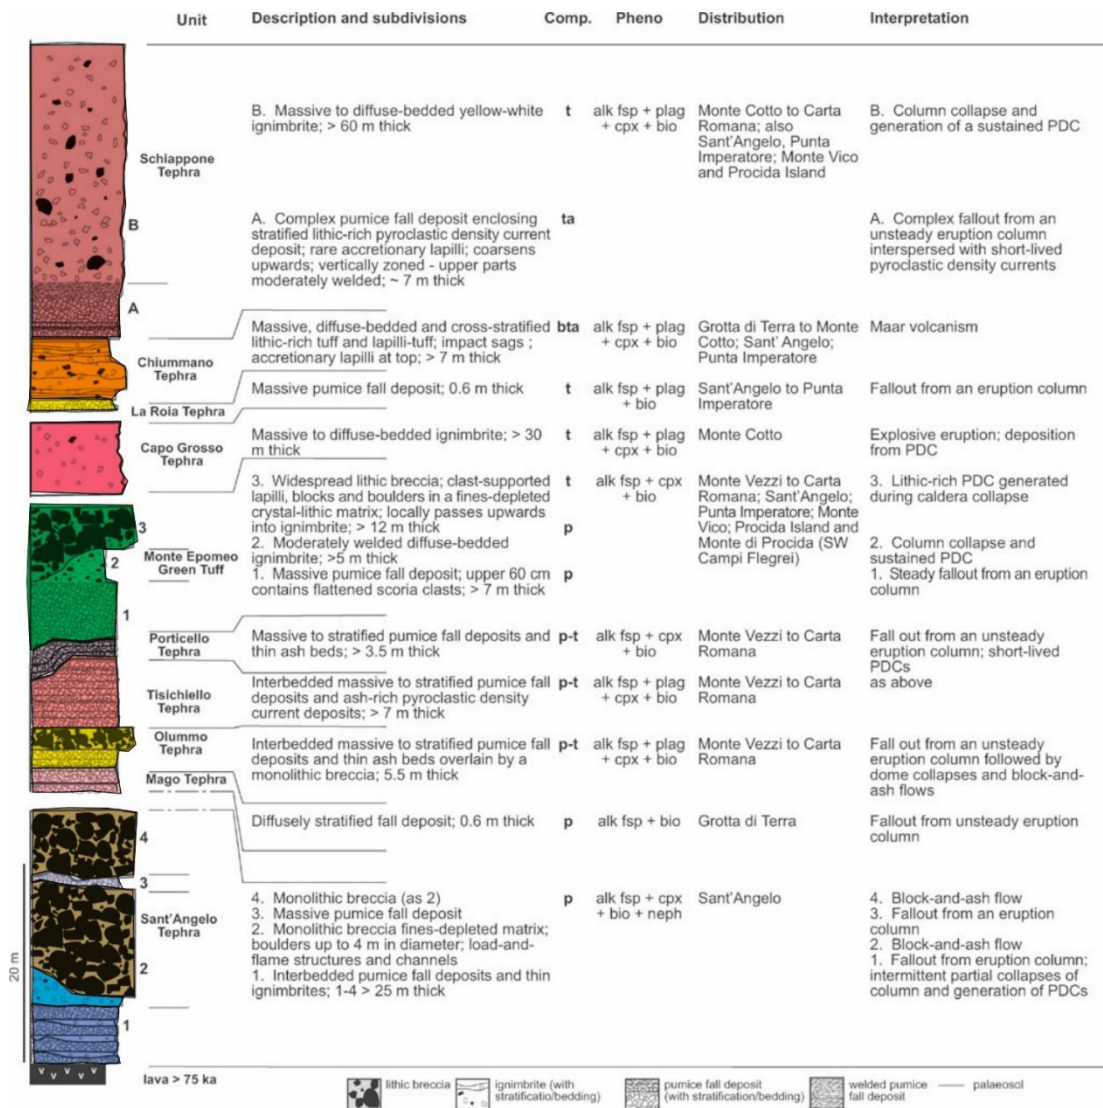 Unit Description and subdivisions Comp. Pheno Distribution Interpretation
Schiappone
Tephra
B. Massive to diffuse-bedded yellow-white
ignimbrite; > 60 m thick
t
alk fsp + plag
+ cpx + bio
Monte Cotto to Carta
Romana; also
Sant'Angelo, Punta
Imperatore; Monte Vico
and Procida Island
B. Column collapse and
generation of a sustained PDC
B
A. Complex pumice fall deposit enclosing
stratified lithic-rich pyroclastic density current
deposit; rare accretionary lapilli; coarsens
upwards; vertically zoned - upper parts
moderately welded; ~ 7 m thick
ta
A. Complex fallout from an
unsteady eruption column
interspersed with short-lived
pyroclastic density currents
A
Chiummano
Tephra
Massive, diffuse-bedded and cross-stratified
lithic-rich tuff and lapilli-tuff; impact sags ;
accretionary lapilli at top; > 7 m thick
bta
alk fsp + plag
+ cpx + bio
Grotta di Terra to Monte
Cotto; Sant' Angelo;
Punta Imperatore
Maar volcanism
La Roia Tephra
Massive pumice fall deposit; 0.6 m thick
t
alk fsp + plag
+ bio
Sant'Angelo to Punta
Imperatore
Fallout from an eruption column
Capo Grosso
Tephra
Massive to diffuse-bedded ignimbrite; > 30
m thick
t
alk fsp + plag
+ cpx + bio
Monte Cotto
Explosive eruption; deposition
from PDC
3
2
1
Monte Epomeo
Green Tuff
3. Widespread lithic breccia; clast-supported
lapilli, blocks and boulders in a fines-depleted
crystal-lithic matrix; locally passes upwards
into ignimbrite; > 12 m thick
2. Moderately welded diffuse-bedded
ignimbrite; >5 m thick
1. Massive pumice fall deposit; upper 60 cm
contains flattened scoria clasts; > 7 m thick
t
p
p
alk fsp + cpx
+ bio
Monte Vezzi to Carta
Romana; Sant'Angelo;
Punta Imperatore; Monte
Vico; Procida Island and
Monte di Procida (SW
Campi Flegrei)
3. Lithic-rich PDC generated
during caldera collapse
2. Column collapse and
sustained PDC
1. Steady fallout from an eruption
column
Porticello
Tephra
Massive to stratified pumice fall deposits and
thin ash beds; > 3.5 m thick
p-t
alk fsp + cpx
+ bio
Monte Vezzi to Carta
Romana
Fall out from an unsteady
eruption column; short-lived
PDCs
Tisichiello
Tephra
Interbedded massive to stratified pumice fall
deposits and ash-rich pyroclastic density
current deposits; > 7 m thick
p-t
alk fsp + plag
+ cpx + bio
Monte Vezzi to Carta
Romana
as above
Olummo
Tephra
Interbedded massive to stratified pumice fall
deposits and thin ash beds overlain by a
monolithic breccia; 5.5 m thick
p-t
alk fsp + plag
+ cpx + bio
Monte Vezzi to Carta
Romana
Fall out from an unsteady
eruption column followed by
dome collapses and block-and-
ash flows
Mago Tephra
Diffusely stratified fall deposit; 0.6 m thick
p
alk fsp + bio
Grotta di Terra
Fallout from unsteady eruption
column
4
3
2
1
Sant'Angelo
Tephra
4. Monolithic breccia (as 2)
3. Massive pumice fall deposit
2. Monolithic breccia fines-depleted matrix;
boulders up to 4 m in diameter; load-and-
flame structures and channels
1. Interbedded pumice fall deposits and thin
ignimbrites; 1-4 > 25 m thick
p
alk fsp + cpx
+ bio + neph
Sant'Angelo
4. Block-and-ash flow
3. Fallout from an eruption
column
2. Block-and-ash flow
1. Fallout from eruption column;
intermittent partial collapses of
column and generation of PDCs
20 m
v v v v
lava > 75 ka
lithic breccia
ignimbrite (with
stratificatio/bedding)
pumice fall deposit
(with stratification/bedding)
welded pumice
fall deposit
palaeosol